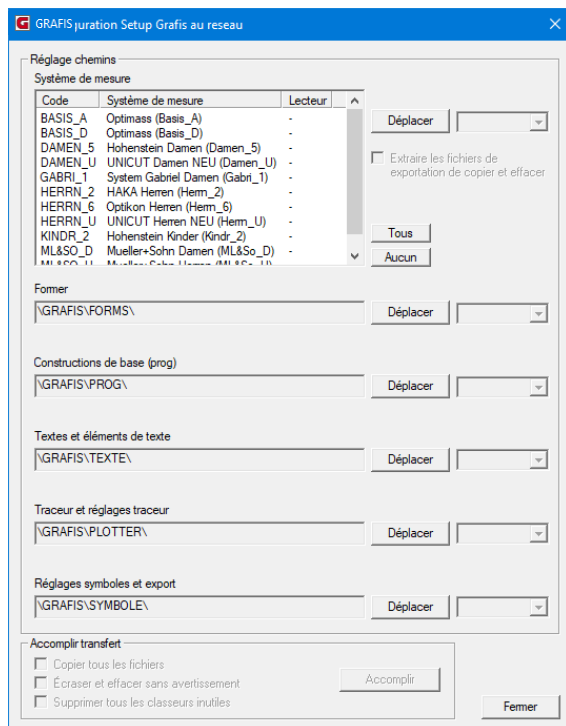 GRAFIS juration Setup Grafis au reseau
Réglage chemins
Système de mesure
Code Système de mesure Lecteur
BASIS_A Optimass (Basis_A) -
BASIS_D Optimass (Basis_D) -
DAMEN_5 Hohenstein Damen (Damen_5) -
DAMEN_U UNICUT Damen NEU (Damen_U) -
GABRI_1 System Gabriel Damen (Gabri_1) -
HERRN_2 HAKA Herren (Herrn_2) -
HERRN_6 Optikon Herren (Herrn_6) -
HERRN_U UNICUT Herren NEU (Herrn_U) -
KINDR_2 Hohenstein Kinder (Kindr_2) -
ML&SO_D Mueller+Sohn Damen (ML&So_D) -
Déplacer
Extraire les fichiers de
exportation de copier et effacer
Tous
Aucun
Former
\GRAFIS\FORMS\ Déplacer
Constructions de base (prog)
\GRAFIS\PROG\ Déplacer
Textes et éléments de texte
\GRAFIS\TEXTE\ Déplacer
Traceur et réglages traceur
\GRAFIS\PLOTTER\ Déplacer
Réglages symboles et export
\GRAFIS\SYMBOLE\ Déplacer
Accomplir transfert
Copier tous les fichiers
Écraser et effacer sans avertissement
Supprimer tous les classeurs inutiles
Accomplir
Fermer